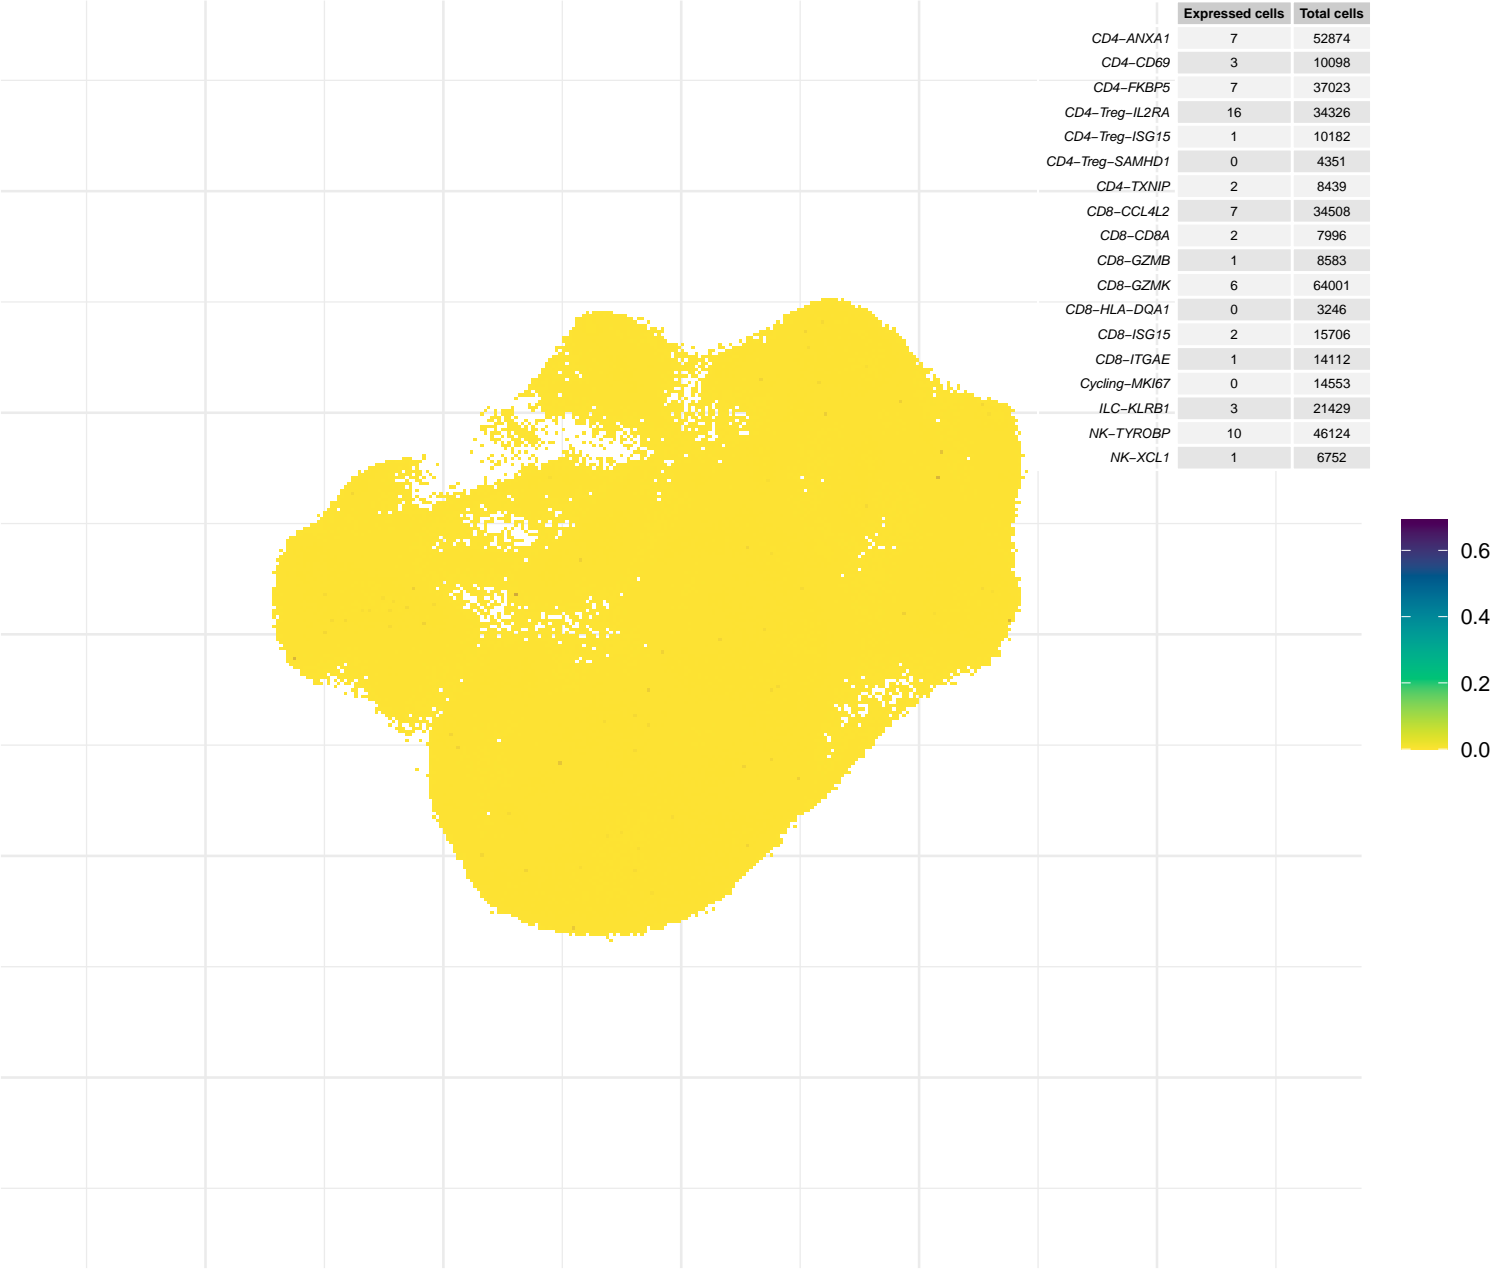 Expressed cells Total cells
CD4−ANXA1 7 52874
CD4−CD69 3 10098
CD4−FKBP5 7 37023
CD4−Treg−IL2RA 16 34326
CD4−Treg−ISG15 1 10182
CD4−Treg−SAMHD1 0 4351
CD4−TXNIP 2 8439
CD8−CCL4L2 7 34508
CD8−CD8A 2 7996
CD8−GZMB 1 8583
CD8−GZMK 6 64001
CD8−HLA−DQA1 0 3246
CD8−ISG15 2 15706
CD8−ITGAE 1 14112
Cycling−MKI67 0 14553
ILC−KLRB1 3 21429
NK−TYROBP 10 46124
NK−XCL1 1 6752
0.6
0.4
0.2
0.0